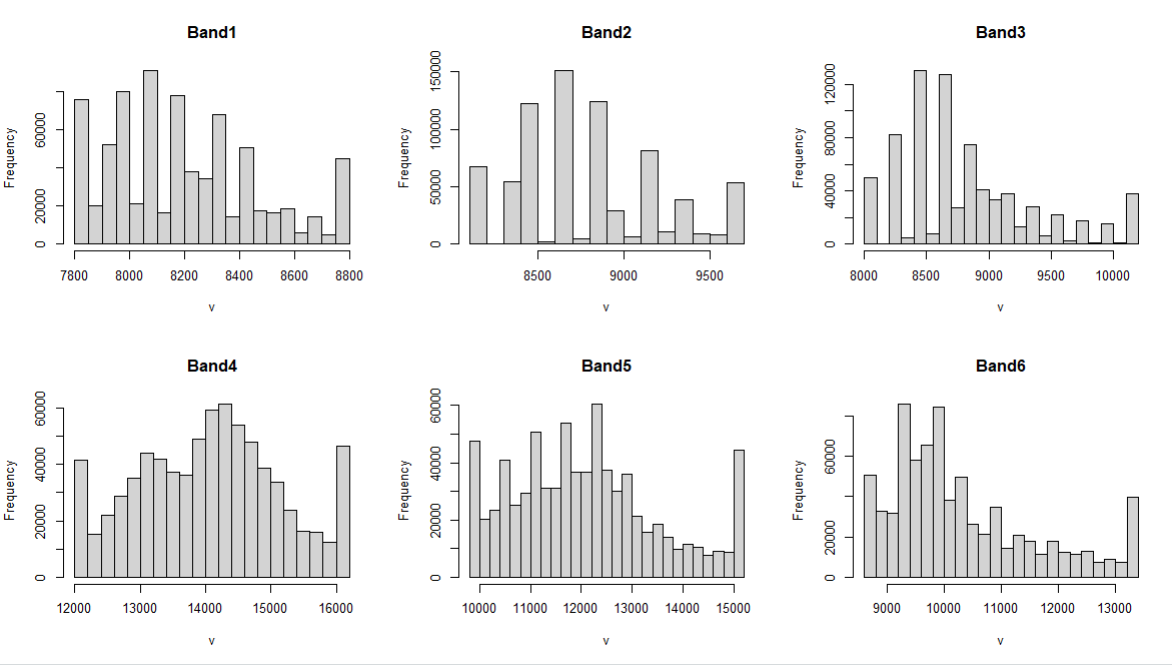 Band1
Frequency
0
20000
60000
7800 8000 8200 8400 8600 8800
v
Band2
Frequency
0
50000
100000
150000
8500 9000 9500
v
Band3
Frequency
0
40000
80000
120000
8000 8500 9000 9500 10000
v
Band4
Frequency
0
20000
40000
60000
12000 13000 14000 15000 16000
v
Band5
Frequency
0
20000
40000
60000
10000 11000 12000 13000 14000 15000
v
Band6
Frequency
0
20000
60000
9000 10000 11000 12000 13000
v